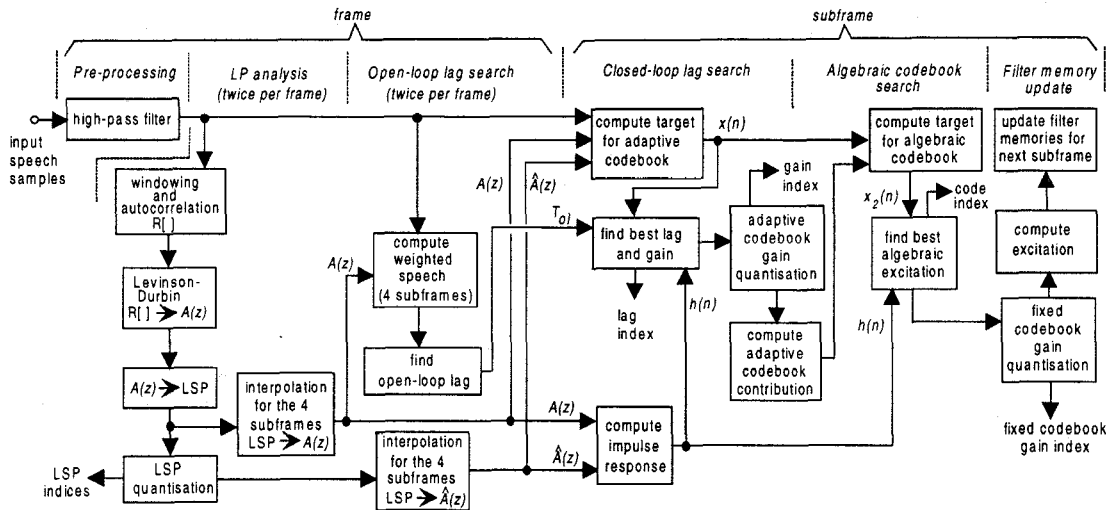 frame
subframe
Pre-processing
LP analysis
(twice per frame)
Open-loop lag search
(twice per frame)
Closed-loop lag search
Algebraic codebook
search
Filter memory
update
high-pass filter
input
speech
samples
windowing
and
autocorrelation
R[ ]
Levinson-
Durbin
R[ ] → A(z)
A(z) → LSP
LSP
quantisation
LSP
indices
interpolation
for the 4
subframes
LSP → A(z)
interpolation
for the 4
subframes
LSP → Â(z)
A(z)
compute
weighted
speech
(4 subframes)
find
open-loop lag
T_ol
A(z)
Â(z)
compute target
for adaptive
codebook
x(n)
find best lag
and gain
lag
index
h(n)
A(z)
Â(z)
compute
impulse
response
gain
index
adaptive
codebook
gain
quantisation
compute
adaptive
codebook
contribution
compute target
for algebraic
codebook
x₂(n)
code
index
find best
algebraic
excitation
h(n)
update filter
memories for
next subframe
compute
excitation
fixed
codebook
gain
quantisation
fixed codebook
gain index